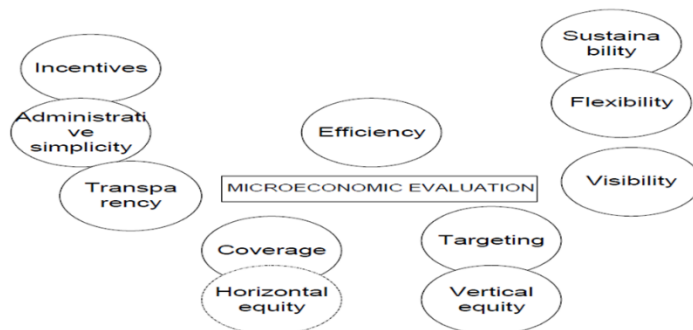 Incentives
Administrati
ve
simplicity
Transpa
rency
Efficiency
MICROECONOMIC EVALUATION
Coverage
Horizontal
equity
Targeting
Vertical
equity
Sustaina
bility
Flexibility
Visibility